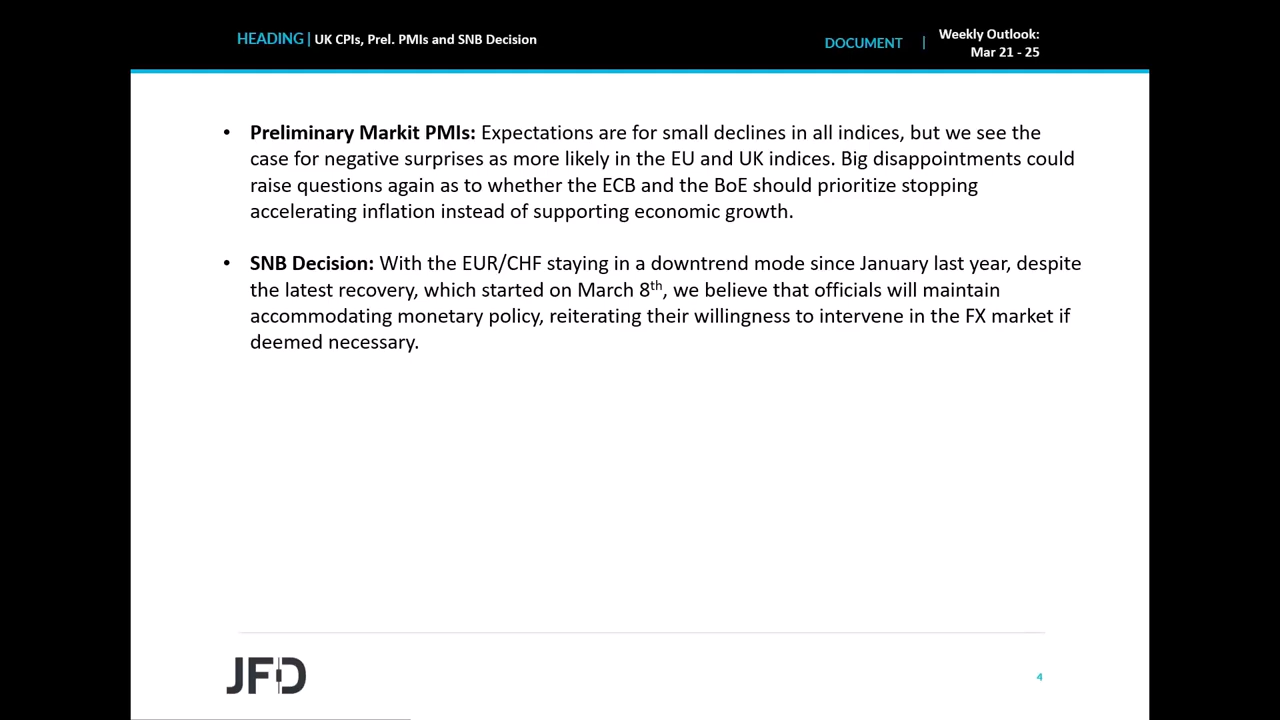 HEADING | UK CPIs, Prel. PMIs and SNB Decision
DOCUMENT | Weekly Outlook:
Mar 21 - 25
• Preliminary Markit PMIs: Expectations are for small declines in all indices, but we see the
case for negative surprises as more likely in the EU and UK indices. Big disappointments could
raise questions again as to whether the ECB and the BoE should prioritize stopping
accelerating inflation instead of supporting economic growth.
• SNB Decision: With the EUR/CHF staying in a downtrend mode since January last year, despite
the latest recovery, which started on March 8th, we believe that officials will maintain
accommodating monetary policy, reiterating their willingness to intervene in the FX market if
deemed necessary.
JFD
4